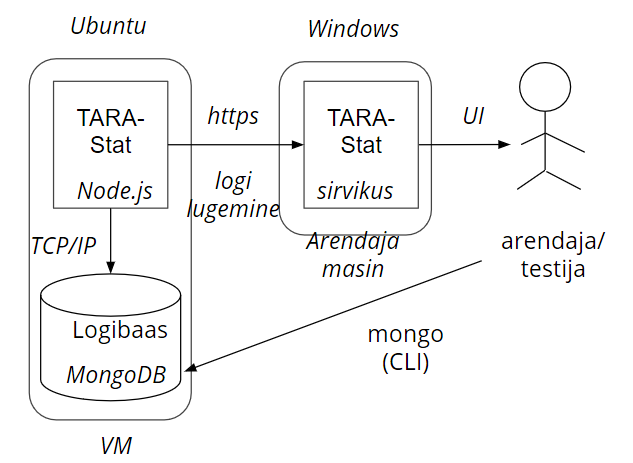 Ubuntu
Windows
TARA-
Stat
Node.js
https
logi
lugemine
TARA-
Stat
sirvikus
UI
Arendaja
masin
arendaja/
testija
TCP/IP
Logibaas
MongoDB
mongo
(CLI)
VM